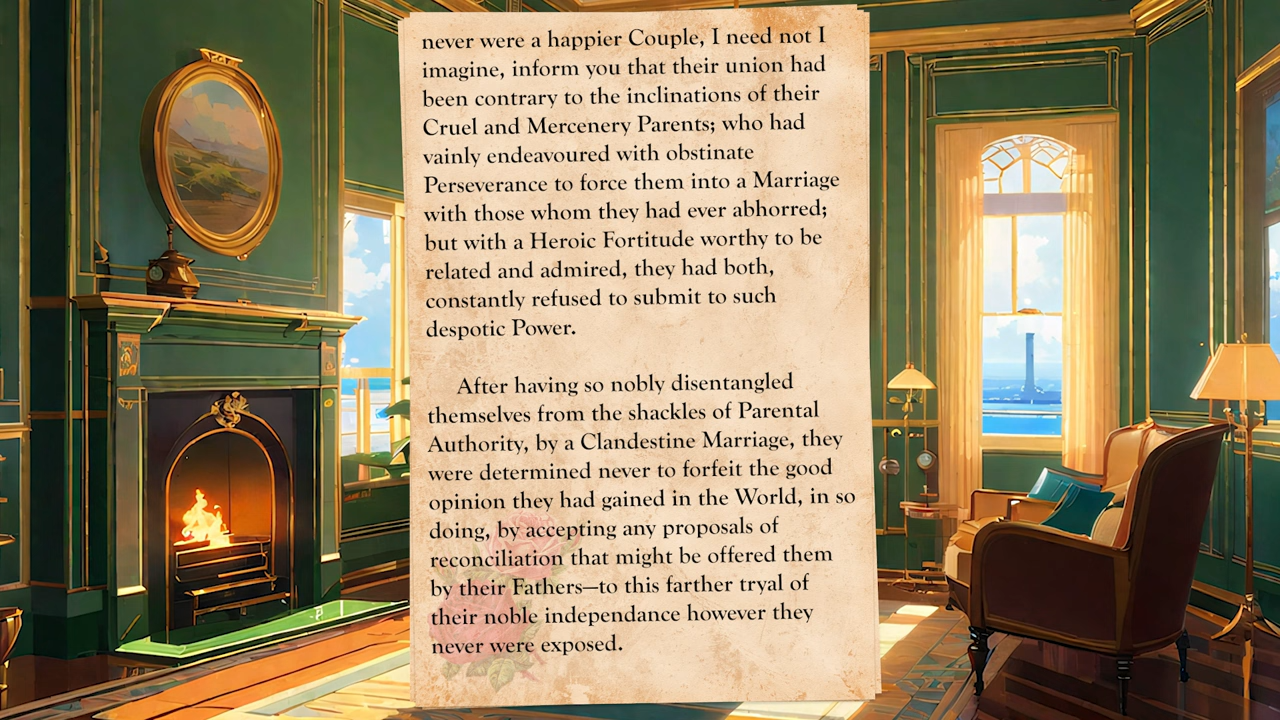 never were a happier Couple, I need not I
imagine, inform you that their union had
been contrary to the inclinations of their
Cruel and Mercenery Parents; who had
vainly endeavoured with obstinate
Perseverance to force them into a Marriage
with those whom they had ever abhorred;
but with a Heroic Fortitude worthy to be
related and admired, they had both,
constantly refused to submit to such
despotic Power.
After having so nobly disentangled
themselves from the shackles of Parental
Authority, by a Clandestine Marriage, they
were determined never to forfeit the good
opinion they had gained in the World, in so
doing, by accepting any proposals of
reconciliation that might be offered them
by their Fathers—to this farther tryal of
their noble independance however they
never were exposed.